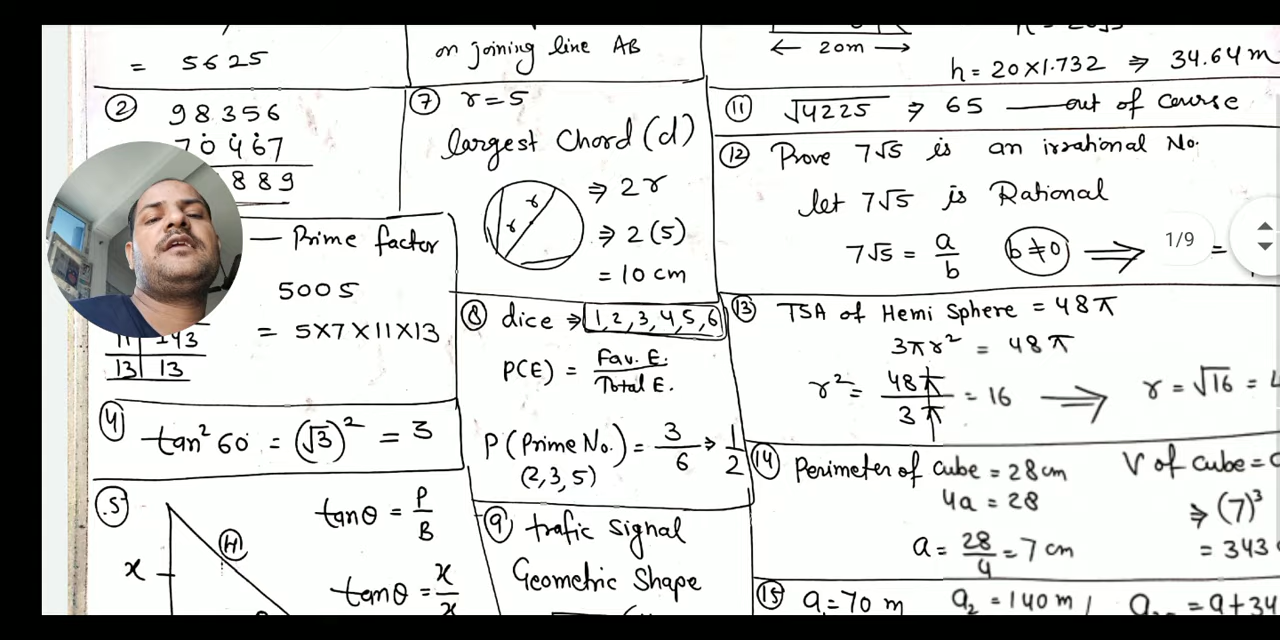 = 5625
② 98356
70467
889
— Prime factor
5005
= 5×7×11×13
143
13 | 13
④ tan²60° = (√3)² = 3
⑤ tanθ = P/B
H
x
tanθ = x/x
on joining line AB
⑦ r=5
largest Chord (d)
r
r
⇒ 2r
⇒ 2(5)
= 10 cm
⑧ dice ⇒ 1,2,3,4,5,6
P(E) = Fav. E. / Total E.
P(Prime No.) = 3/6 ⇒ 1/2
(2,3,5)
⑨ trafic signal
Geometric Shape
← 20m →
h = 20×1.732 ⇒ 34.64 m
⑪ √4225 ⇒ 65 — out of Course
⑫ Prove 7√5 is an irrational No.
let 7√5 is Rational
7√5 = a/b b≠0 ⟹ =
1/9
⑬ TSA of Hemi Sphere = 48π
3πr² = 48π
r² = 48π/3π = 16 ⟹ r = √16 = 4
⑭ Perimeter of cube = 28 cm V of cube =
4a = 28 ⇒ (7)³
a = 28/4 = 7 cm = 343
⑮ a₁=70 m a₂=140 m, = a+34